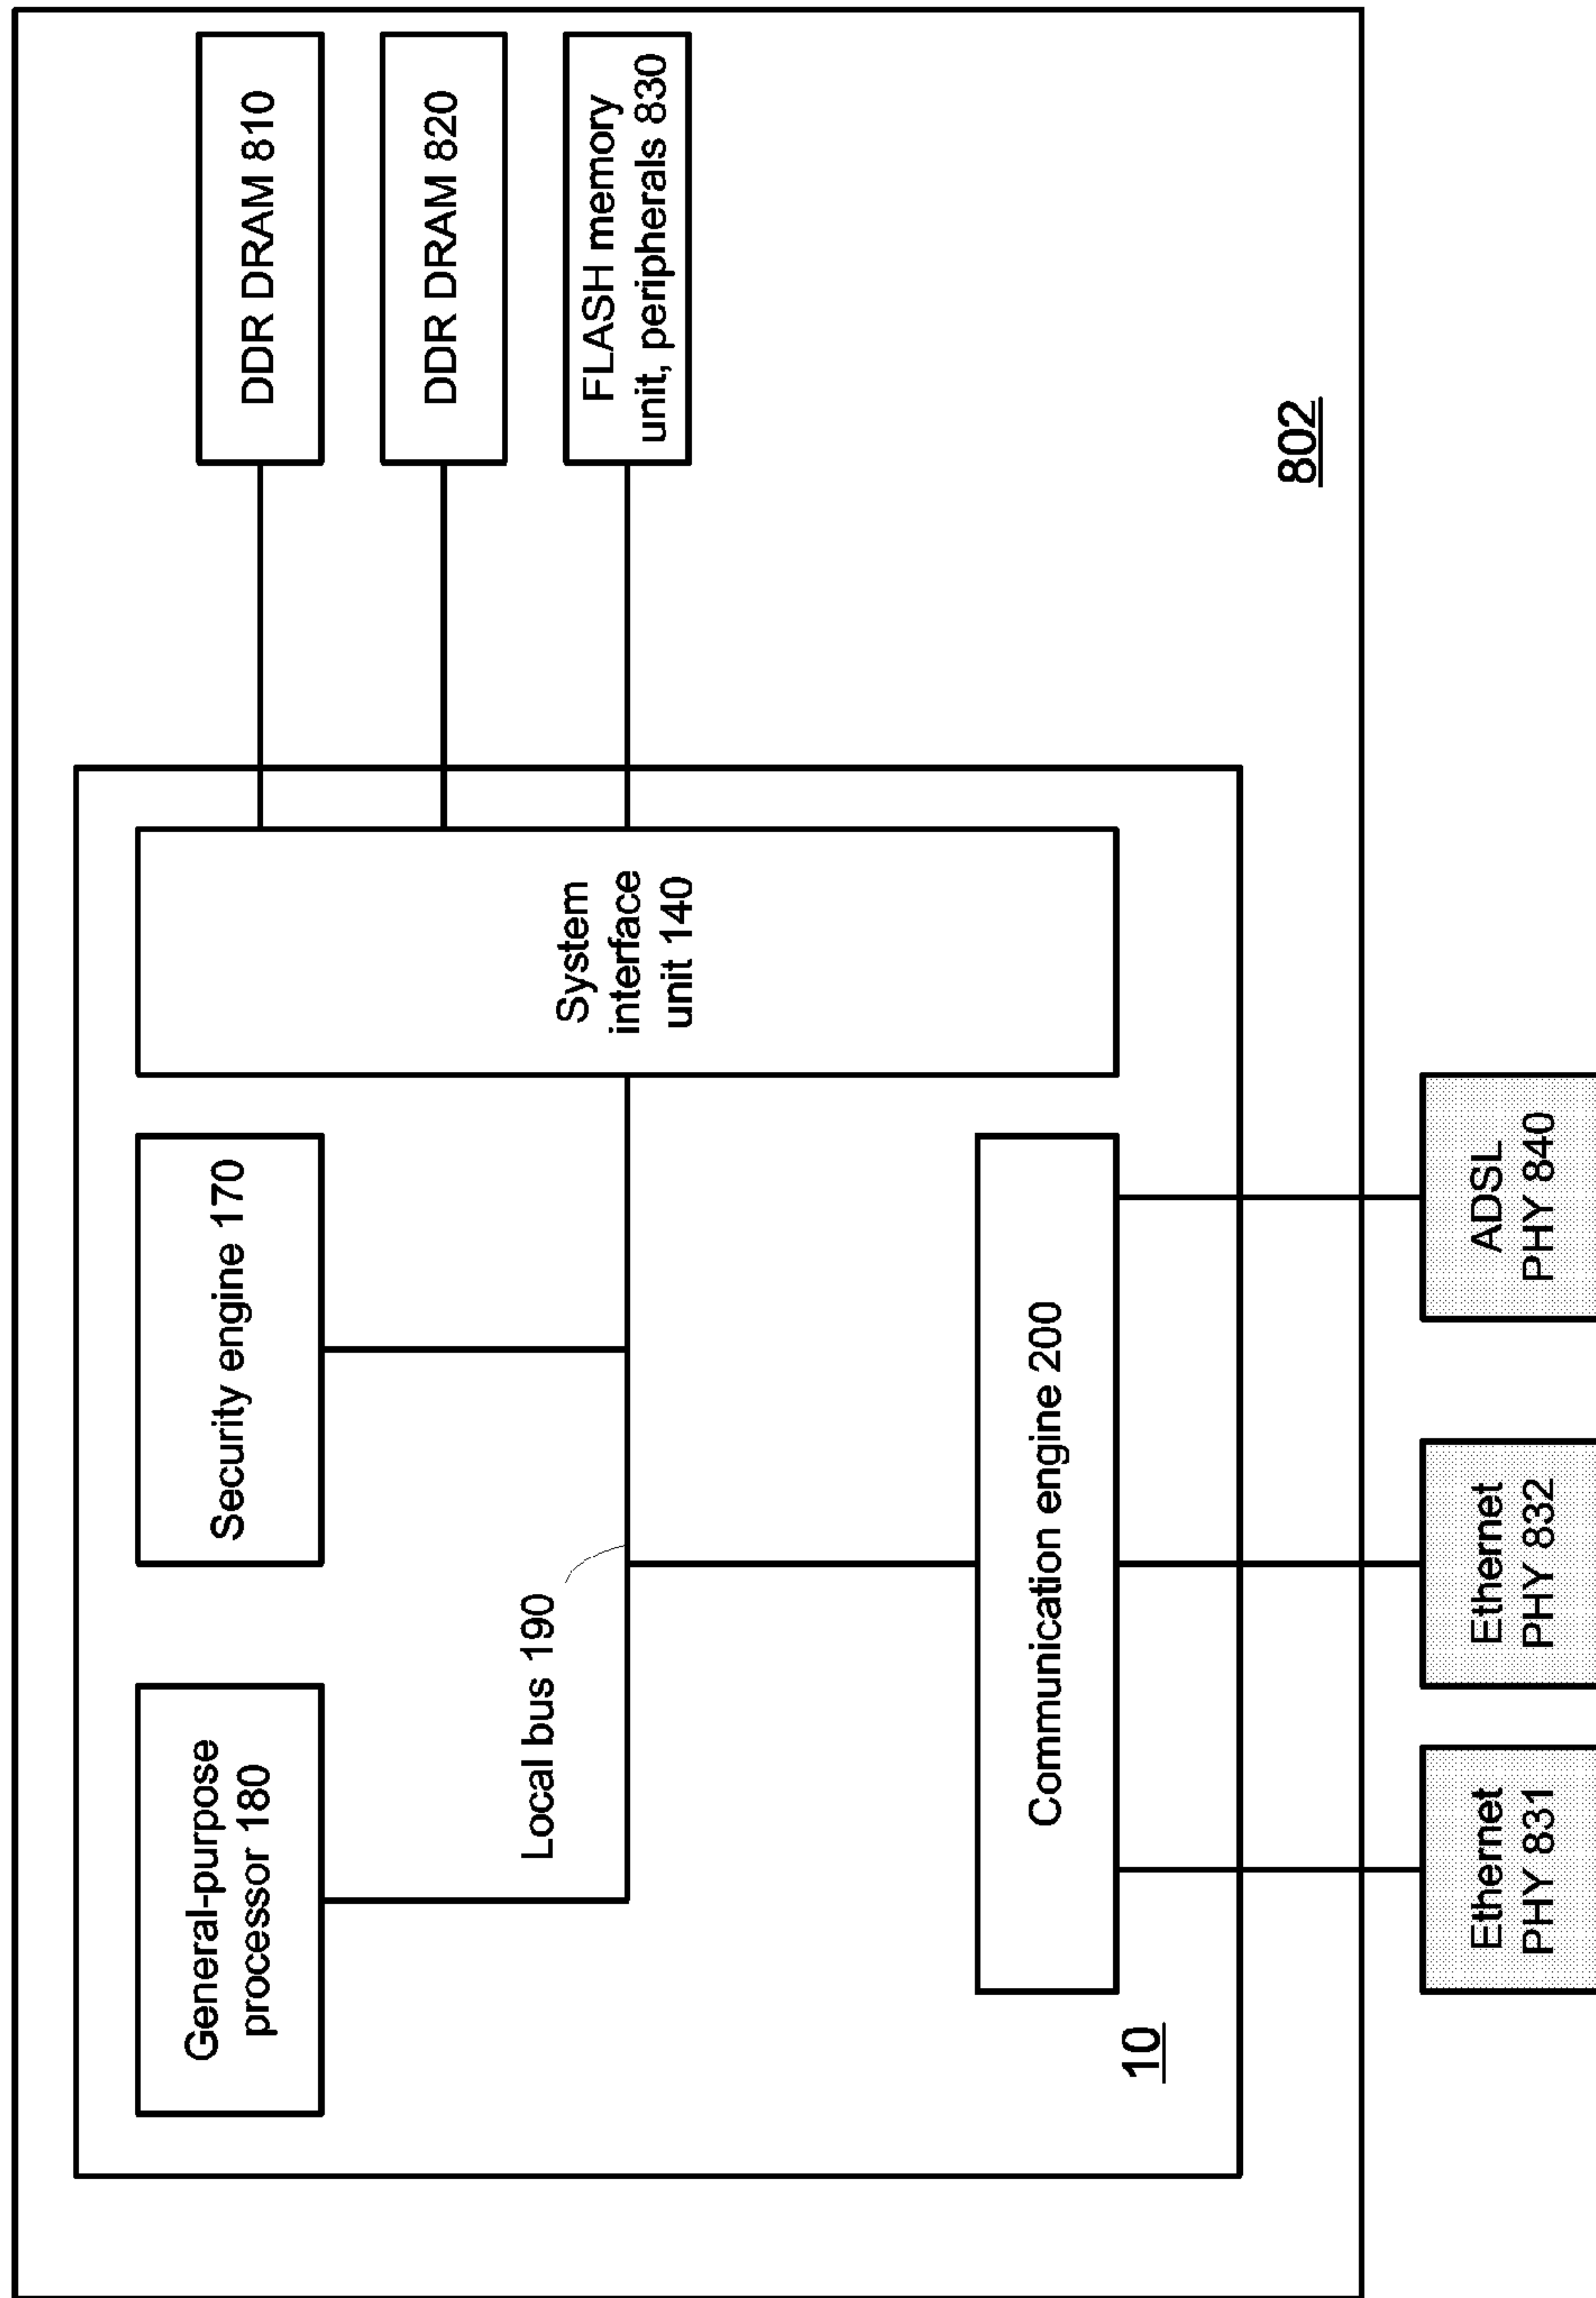 General-purpose
processor 180
Security engine 170
DDR DRAM 810
DDR DRAM 820
FLASH memory
unit, peripherals 830
System
interface
unit 140
Local bus 190
Communication engine 200
10
802
Ethernet
PHY 831
Ethernet
PHY 832
ADSL
PHY 840